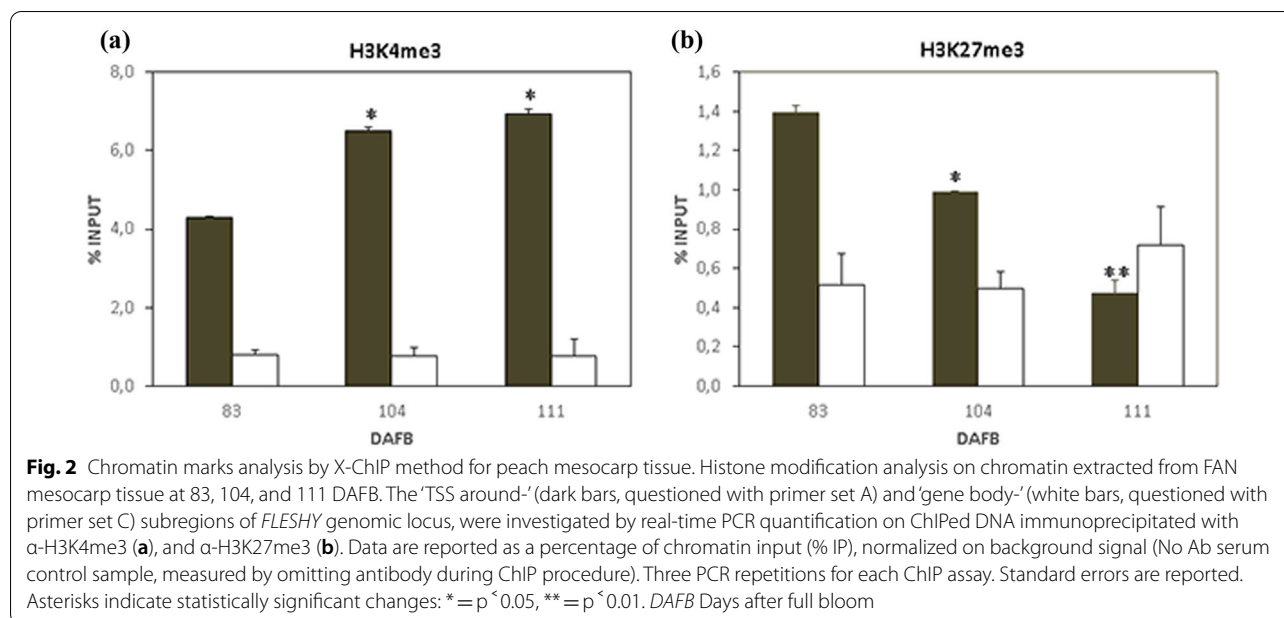 (a)
H3K4me3
8,0
6,0
4,0
2,0
0,0
% INPUT
*
*
83
104
111
DAFB
(b)
H3K27me3
1,6
1,4
1,2
1,0
0,8
0,6
0,4
0,2
0,0
% INPUT
*
**
83
104
111
DAFB
Fig. 2 Chromatin marks analysis by X-ChIP method for peach mesocarp tissue. Histone modification analysis on chromatin extracted from FAN
mesocarp tissue at 83, 104, and 111 DAFB. The ‘TSS around-’ (dark bars, questioned with primer set A) and ‘gene body-’ (white bars, questioned with
primer set C) subregions of FLESHY genomic locus, were investigated by real-time PCR quantification on ChIPed DNA immunoprecipitated with
α-H3K4me3 (a), and α-H3K27me3 (b). Data are reported as a percentage of chromatin input (% IP), normalized on background signal (No Ab serum
control sample, measured by omitting antibody during ChIP procedure). Three PCR repetitions for each ChIP assay. Standard errors are reported.
Asterisks indicate statistically significant changes: * = p < 0.05, ** = p < 0.01. DAFB Days after full bloom